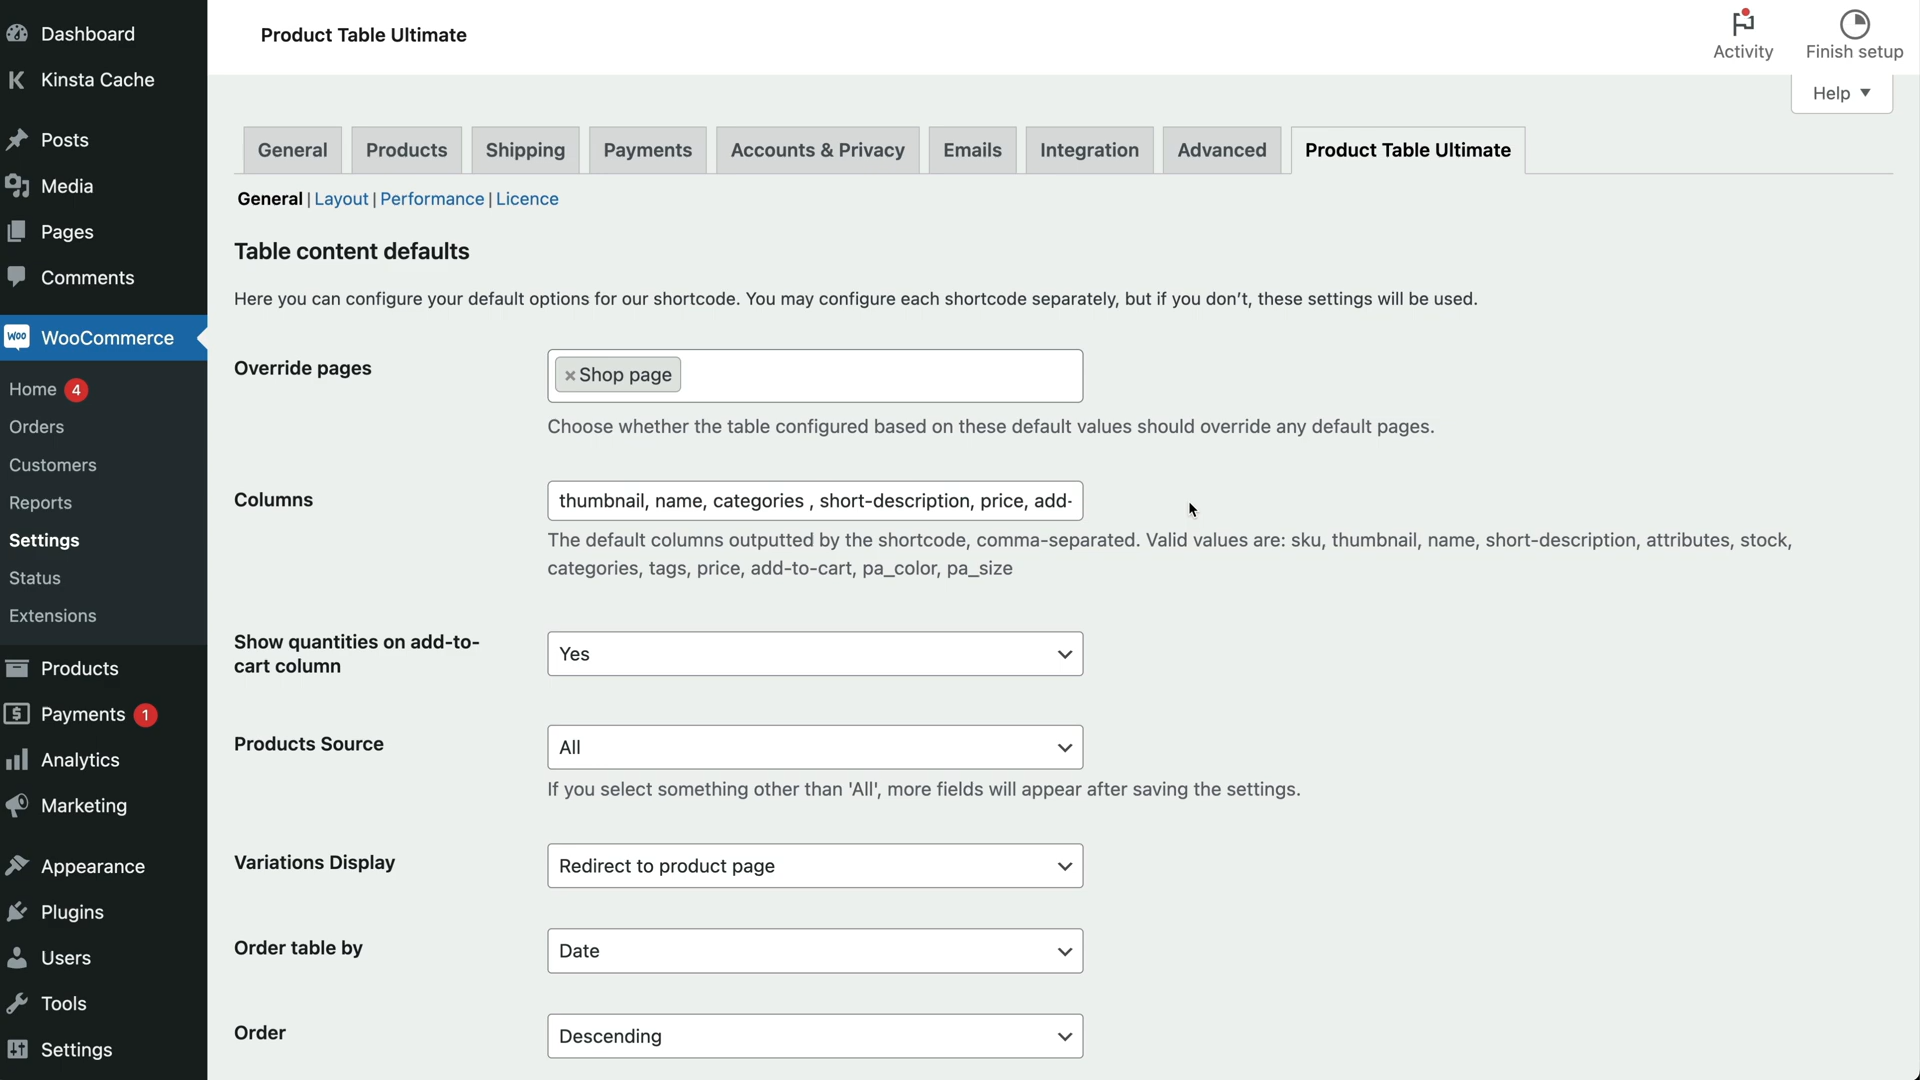 Dashboard
Kinsta Cache
Posts
Media
Pages
Comments
Woo WooCommerce
Home 4
Orders
Customers
Reports
Settings
Status
Extensions
Products
Payments 1
Analytics
Marketing
Appearance
Plugins
Users
Tools
Settings
Product Table Ultimate
Activity
Finish setup
Help
General Products Shipping Payments Accounts & Privacy Emails Integration Advanced Product Table Ultimate
General | Layout | Performance | Licence
Table content defaults
Here you can configure your default options for our shortcode. You may configure each shortcode separately, but if you don't, these settings will be used.
Override pages
×Shop page
Choose whether the table configured based on these default values should override any default pages.
Columns
thumbnail, name, categories , short-description, price, add-
The default columns outputted by the shortcode, comma-separated. Valid values are: sku, thumbnail, name, short-description, attributes, stock,
categories, tags, price, add-to-cart, pa_color, pa_size
Show quantities on add-to-
cart column
Yes
Products Source
All
If you select something other than 'All', more fields will appear after saving the settings.
Variations Display
Redirect to product page
Order table by
Date
Order
Descending